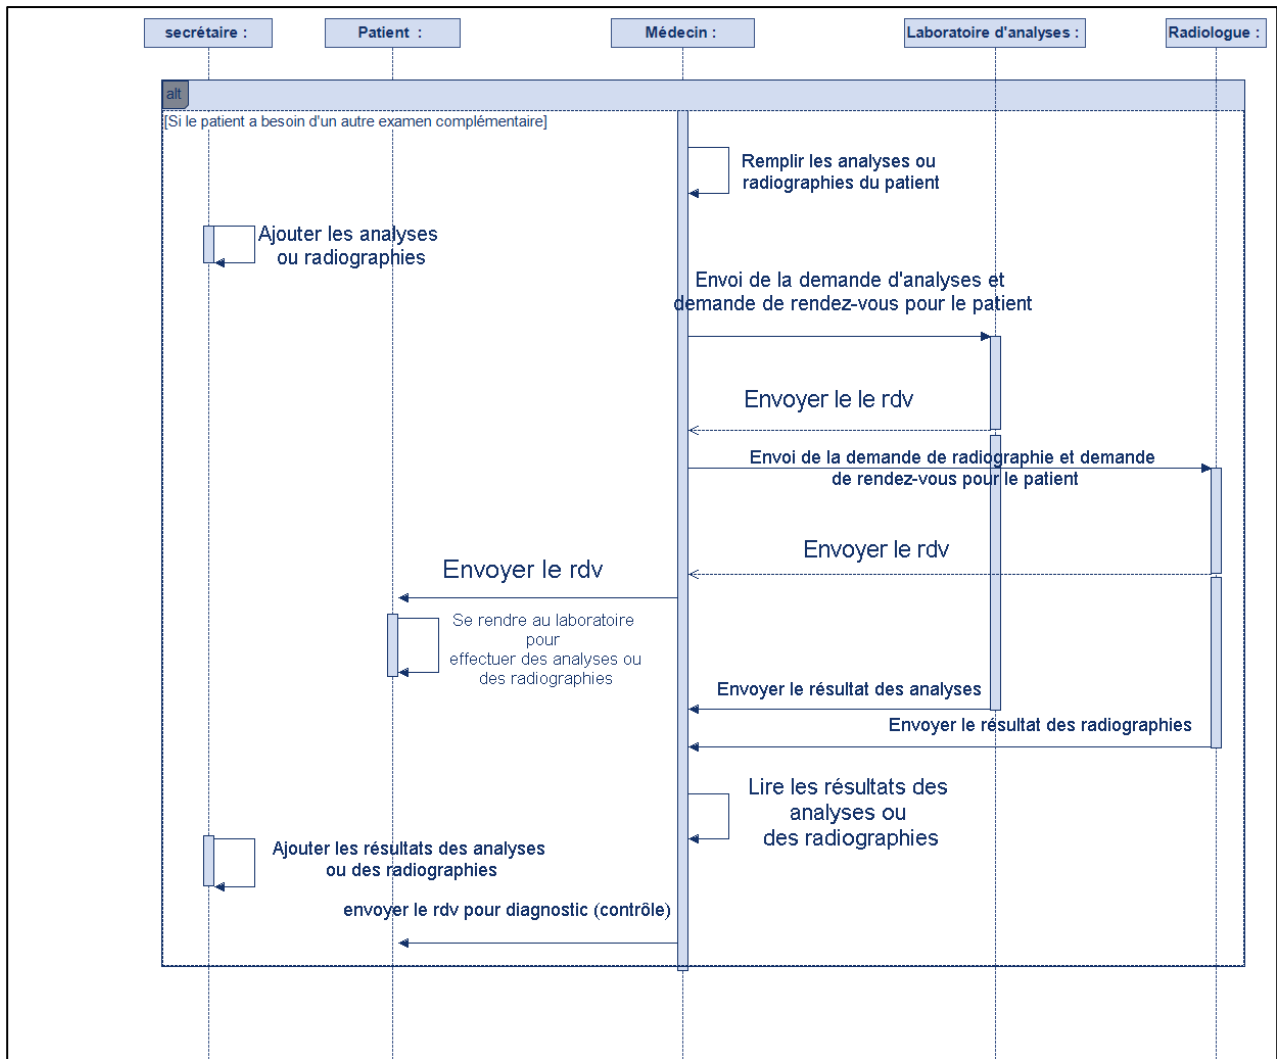 secrétaire :
Patient :
Médecin :
Laboratoire d'analyses :
Radiologue :
alt
[Si le patient a besoin d'un autre examen complémentaire]
Remplir les analyses ou
radiographies du patient
Ajouter les analyses
ou radiographies
Envoi de la demande d'analyses et
demande de rendez-vous pour le patient
Envoyer le le rdv
Envoi de la demande de radiographie et demande
de rendez-vous pour le patient
Envoyer le rdv
Envoyer le rdv
Se rendre au laboratoire
pour
effectuer des analyses ou
des radiographies
Envoyer le résultat des analyses
Envoyer le résultat des radiographies
Lire les résultats des
analyses ou
des radiographies
Ajouter les résultats des analyses
ou des radiographies
envoyer le rdv pour diagnostic (contrôle)